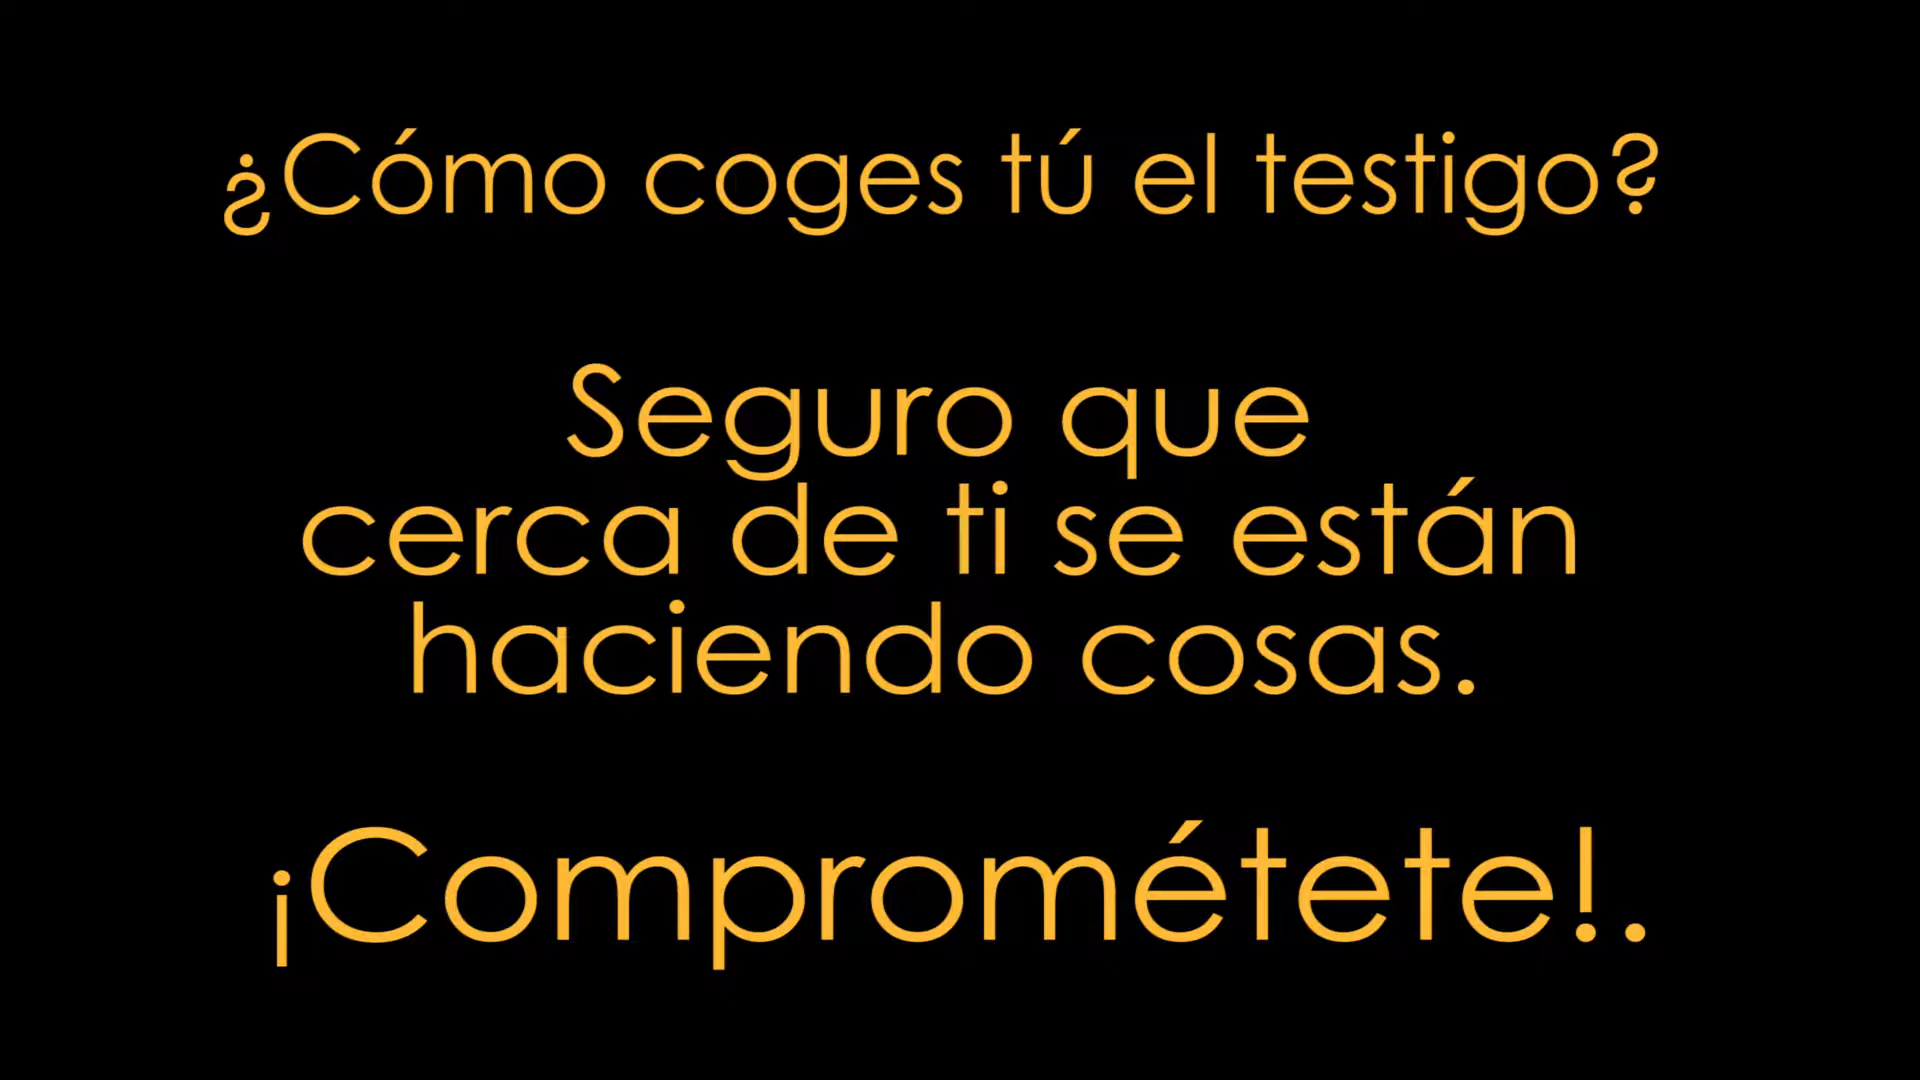 ¿Cómo coges tú el testigo?
Seguro que
cerca de ti se están
haciendo cosas.
¡Comprométete!.